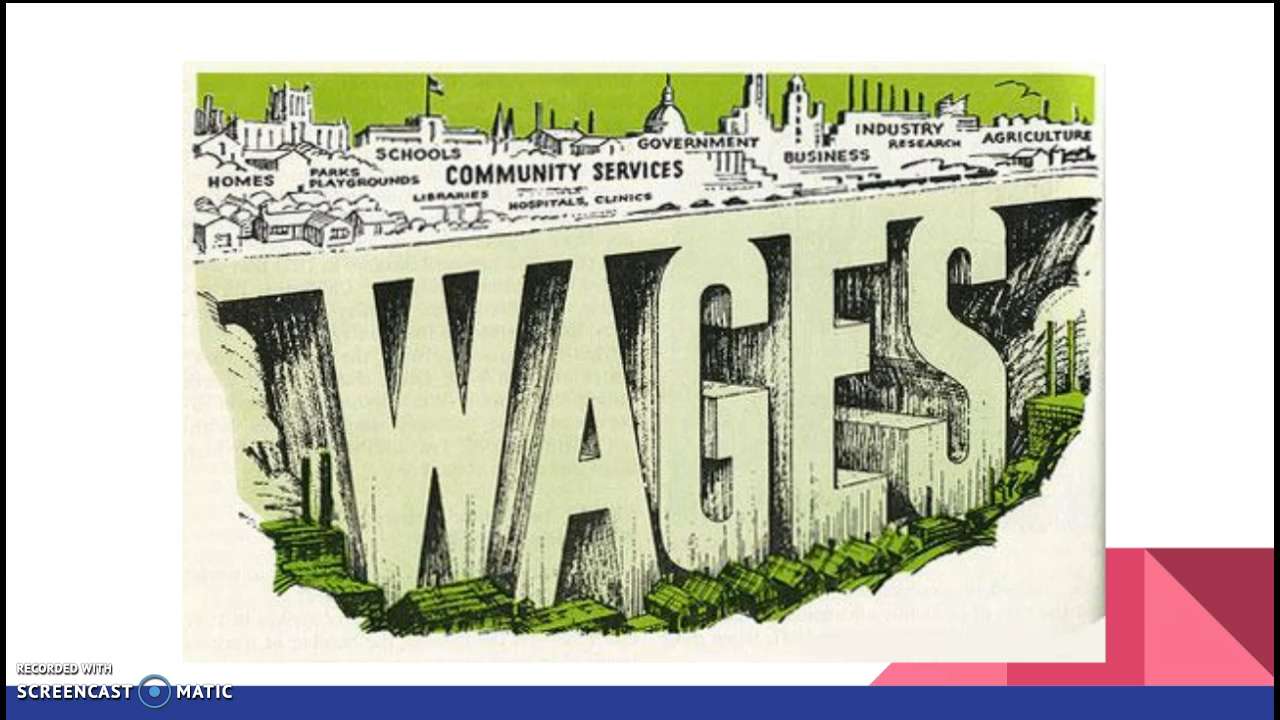 GOVERNMENT
INDUSTRY
RESEARCH
AGRICULTURE
SCHOOLS
BUSINESS
HOMES
PARKS
PLAYGROUNDS
COMMUNITY SERVICES
LIBRARIES
HOSPITALS, CLINICS
WAGES
RECORDED WITH
SCREENCAST MATIC